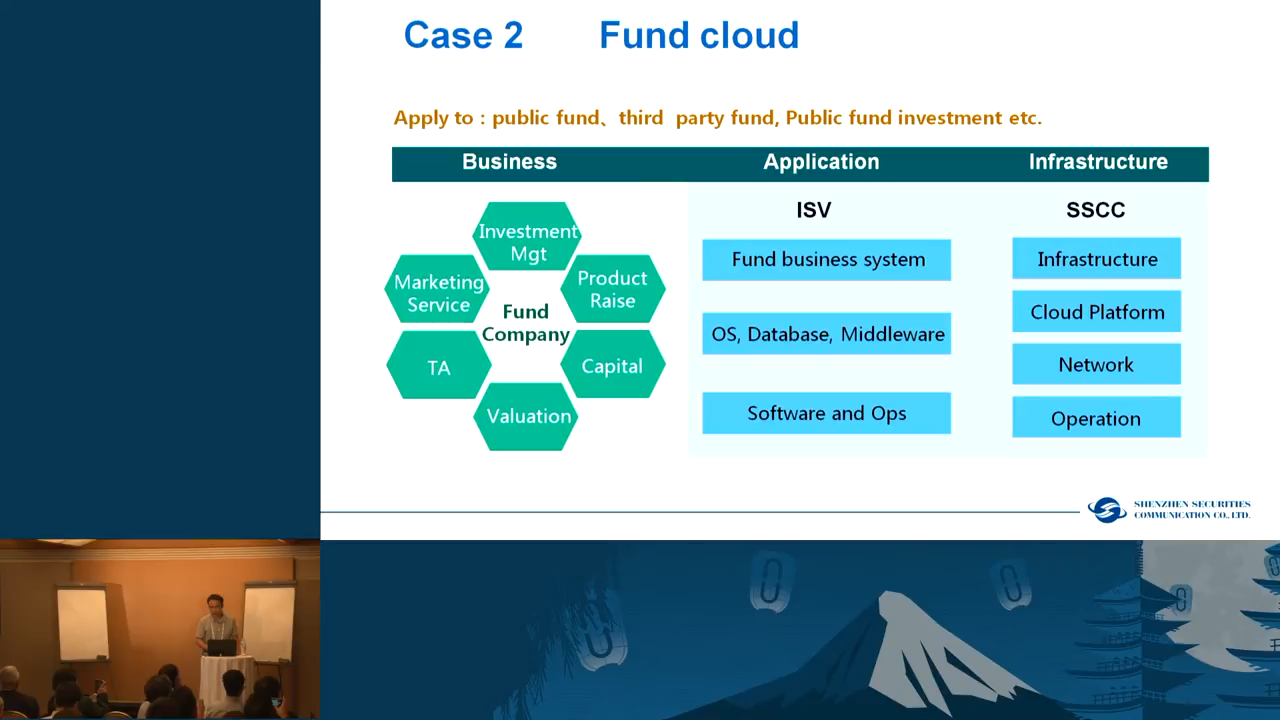 Case 2 Fund cloud
Apply to : public fund、third party fund, Public fund investment etc.
Business Application Infrastructure
Investment
Mgt
Marketing
Service
Product
Raise
Fund
Company
TA
Capital
Valuation
ISV
Fund business system
OS, Database, Middleware
Software and Ops
SSCC
Infrastructure
Cloud Platform
Network
Operation
SHENZHEN SECURITIES
COMMUNICATION CO., LTD.